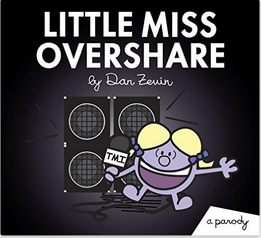 LITTLE MISS
OVERSHARE
by Dan Zevin
TMI
a parody